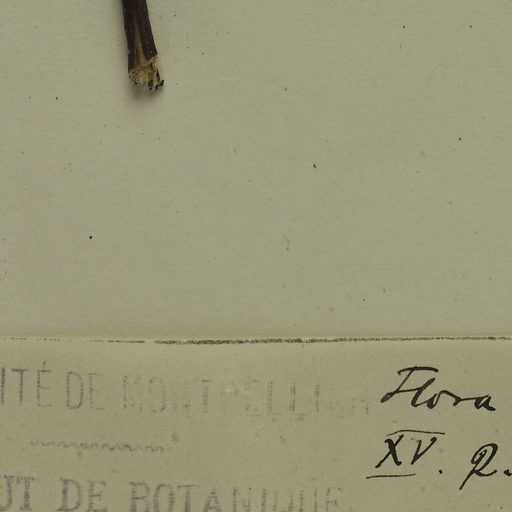 ITÉ DE MONTPELLIER Flora
XV. 2.
UT DE BOTANIQUE